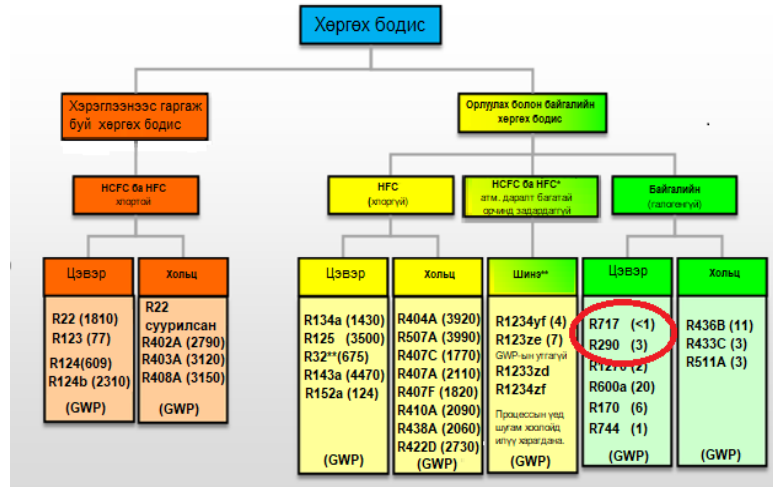 Хөргөх бодис
Хэрэглээнээс гаргаж
буй хөргөх бодис
Орлуулах болон байгалийн
хөргөх бодис
HCFC ба HFC
хлортой
HFC
(хлоргүй)
HCFC ба HFC*
атм. даралт багатай
орчинд задардаггүй
Байгалийн
(галогенгүй)
Цэвэр
R22 (1810)
R123 (77)
R124(609)
R124b (2310)
(GWP)
Хольц
R22
суурилсан
R402A (2790)
R403A (3120)
R408A (3150)
(GWP)
Цэвэр
R134a (1430)
R125 (3500)
R32**(675)
R143a (4470)
R152a (124)
(GWP)
Хольц
R404A (3920)
R507A (3990)
R407C (1770)
R407A (2110)
R407F (1820)
R410A (2090)
R438A (2060)
R422D (2730)
(GWP)
Шинэ**
R1234yf (4)
R123ze (7)
GWP-ын утгагүй
R1233zd
R1234zf
Процессын үед
шугам хоолойд
илүү харагдана.
(GWP)
Цэвэр
R717 (<1)
R290 (3)
R1270 (2)
R600a (20)
R170 (6)
R744 (1)
(GWP)
Хольц
R436B (11)
R433C (3)
R511A (3)
(GWP)